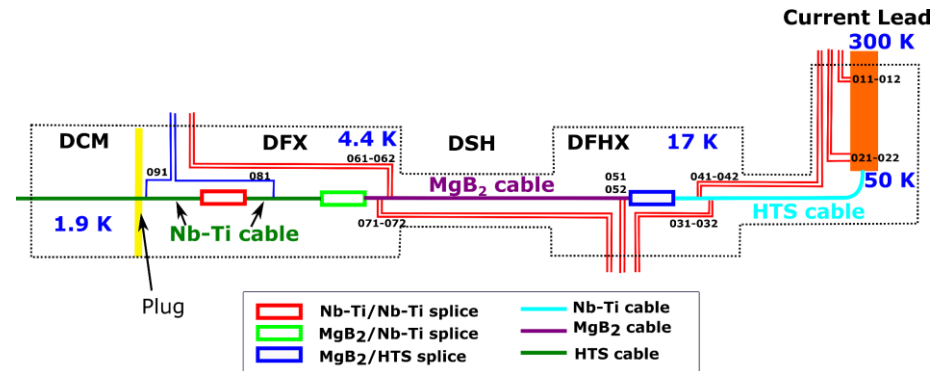 Current Lead
300 K
011-012
DCM
DFX
4.4 K
DSH
DFHX
17 K
061-062
021-022
091
081
MgB₂ cable
051
052
041-042
50 K
1.9 K
Nb-Ti cable
071-072
031-032
HTS cable
Plug
Nb-Ti/Nb-Ti splice
Nb-Ti cable
MgB₂/Nb-Ti splice
MgB₂ cable
MgB₂/HTS splice
HTS cable